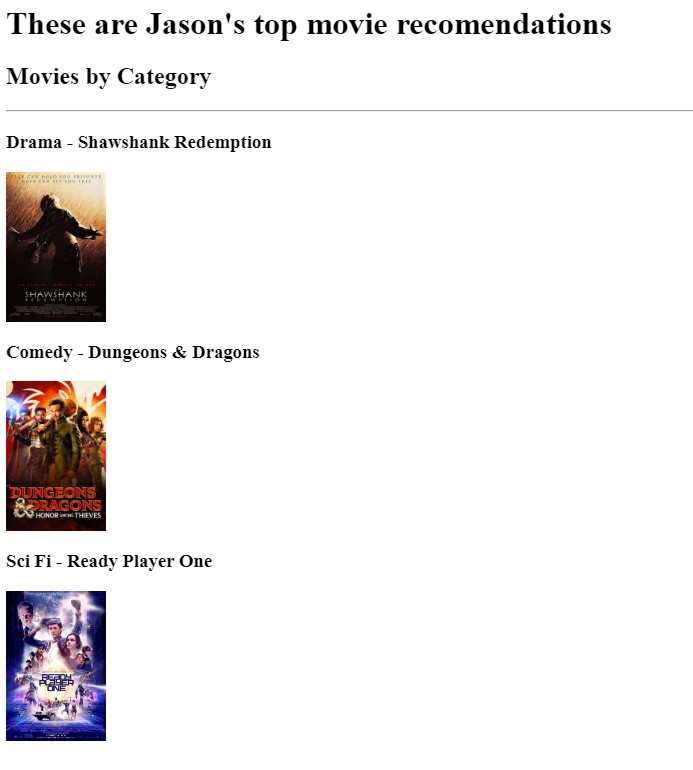 These are Jason's top movie recomendations
Movies by Category
Drama - Shawshank Redemption
FEAR CAN HOLD YOU PRISONER.
HOPE CAN SET YOU FREE.
TIM ROBBINS MORGAN FREEMAN
THE
SHAWSHANK
REDEMPTION
Comedy - Dungeons & Dragons
DUNGEONS
& DRAGONS
HONOR AMONG THIEVES
Sci Fi - Ready Player One
READY
PLAYER
ONE